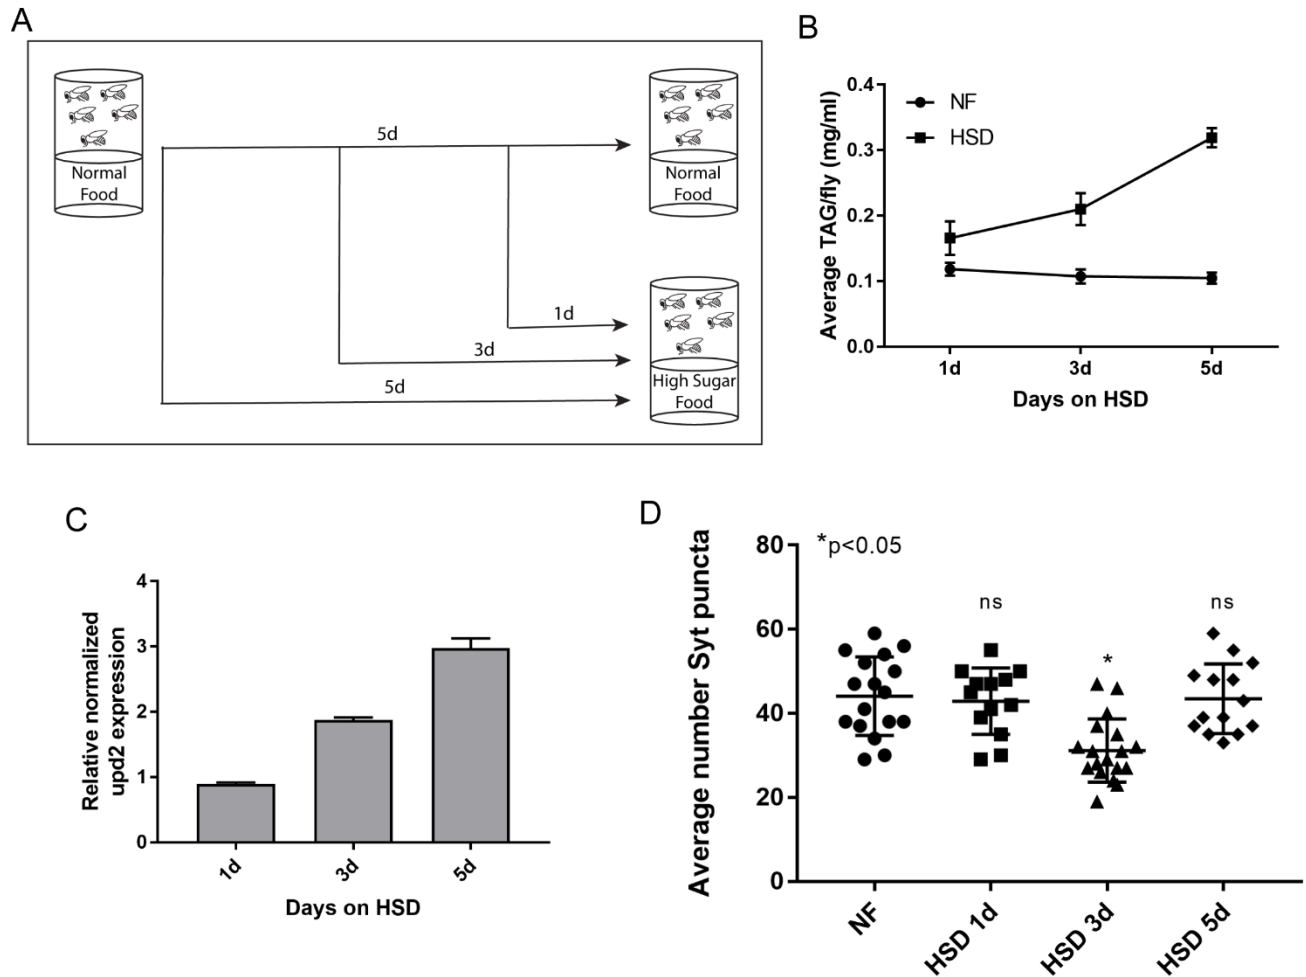 A
Normal
Food
5d
Normal
Food
1d
3d
5d
High Sugar
Food
B
Average TAG/fly (mg/ml)
0.4
0.3
0.2
0.1
0.0
NF
HSD
1d
3d
5d
Days on HSD
C
Relative normalized
upd2 expression
4
3
2
1
0
1d
3d
5d
Days on HSD
D
Average number Syt puncta
80
60
40
20
0
*p<0.05
ns
*
ns
NF
HSD 1d
HSD 3d
HSD 5d